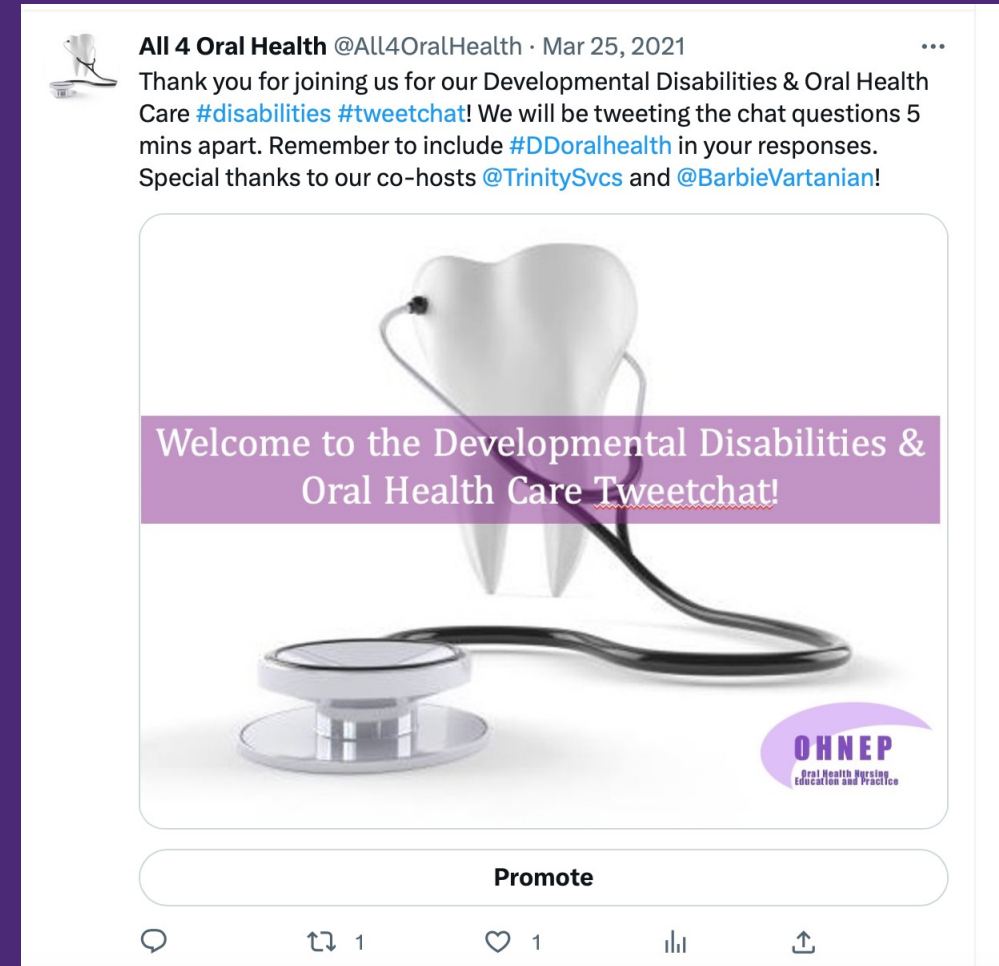 All 4 Oral Health @All4OralHealth · Mar 25, 2021
Thank you for joining us for our Developmental Disabilities & Oral Health
Care #disabilities #tweetchat! We will be tweeting the chat questions 5
mins apart. Remember to include #DDoralhealth in your responses.
Special thanks to our co-hosts @TrinitySvcs and @BarbieVartanian!
Welcome to the Developmental Disabilities &
Oral Health Care Tweetchat!
OHNEP
Oral Health Nursing
Education and Practice
Promote
1 1